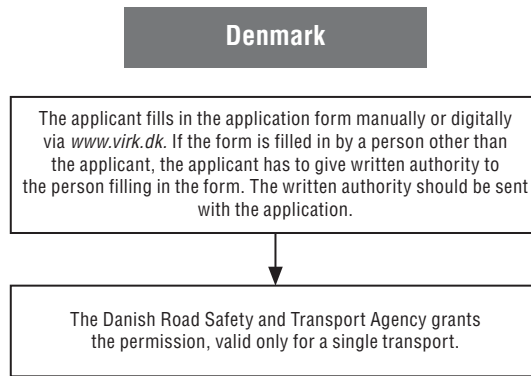 Denmark
The applicant fills in the application form manually or digitally
via www.virk.dk. If the form is filled in by a person other than
the applicant, the applicant has to give written authority to
the person filling in the form. The written authority should be sent
with the application.
The Danish Road Safety and Transport Agency grants
the permission, valid only for a single transport.